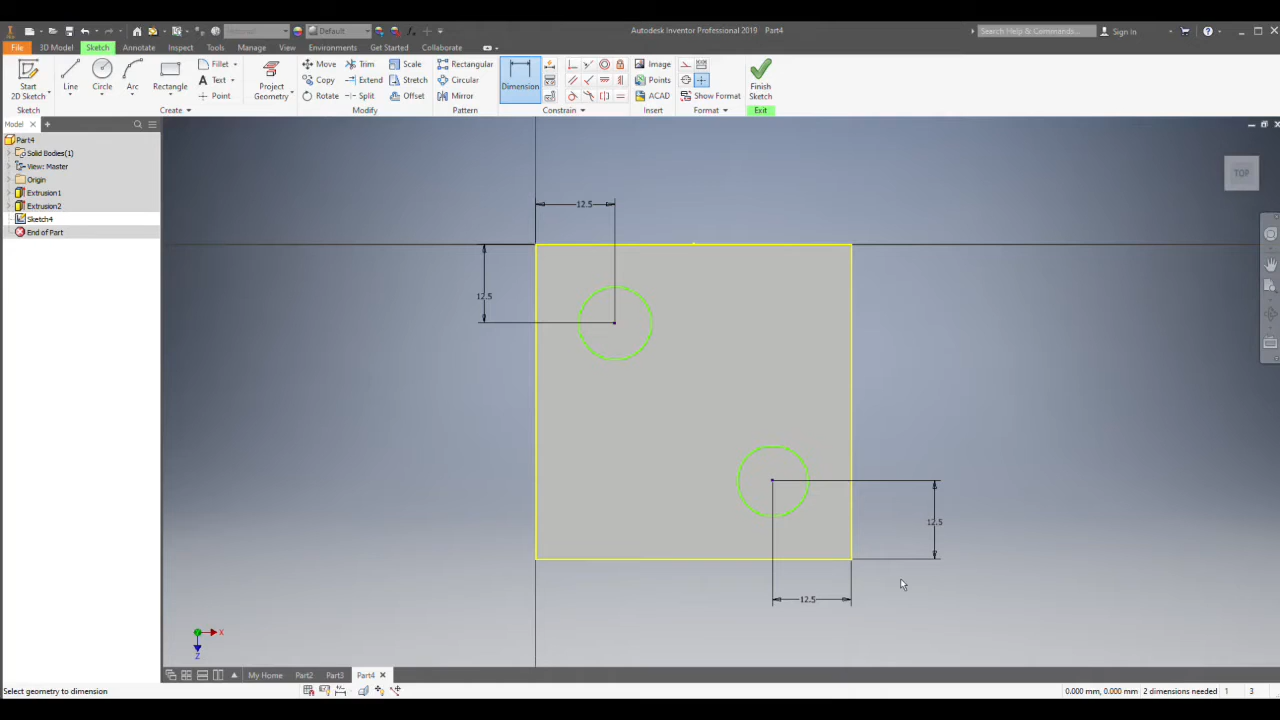 Autodesk Inventor Professional 2019 Part4
Default
Search Help & Commands...
Sign In
File 3D Model Sketch Annotate Inspect Tools Manage View Environments Get Started Collaborate
Start
2D Sketch
Line
Circle
Arc
Rectangle
Fillet
Text
Point
Project
Geometry
Move
Copy
Rotate
Trim
Extend
Split
Scale
Stretch
Offset
Rectangular
Circular
Mirror
Dimension
Image
Points
ACAD
Show Format
Finish
Sketch
Sketch Create Modify Pattern Constrain Insert Format Exit
Model
Part4
Solid Bodies(1)
View: Master
Origin
Extrusion1
Extrusion2
Sketch4
End of Part
TOP
12.5
12.5
12.5
12.5
X
Z
My Home Part2 Part3 Part4
Select geometry to dimension
0.000 mm, 0.000 mm 2 dimensions needed 1 3